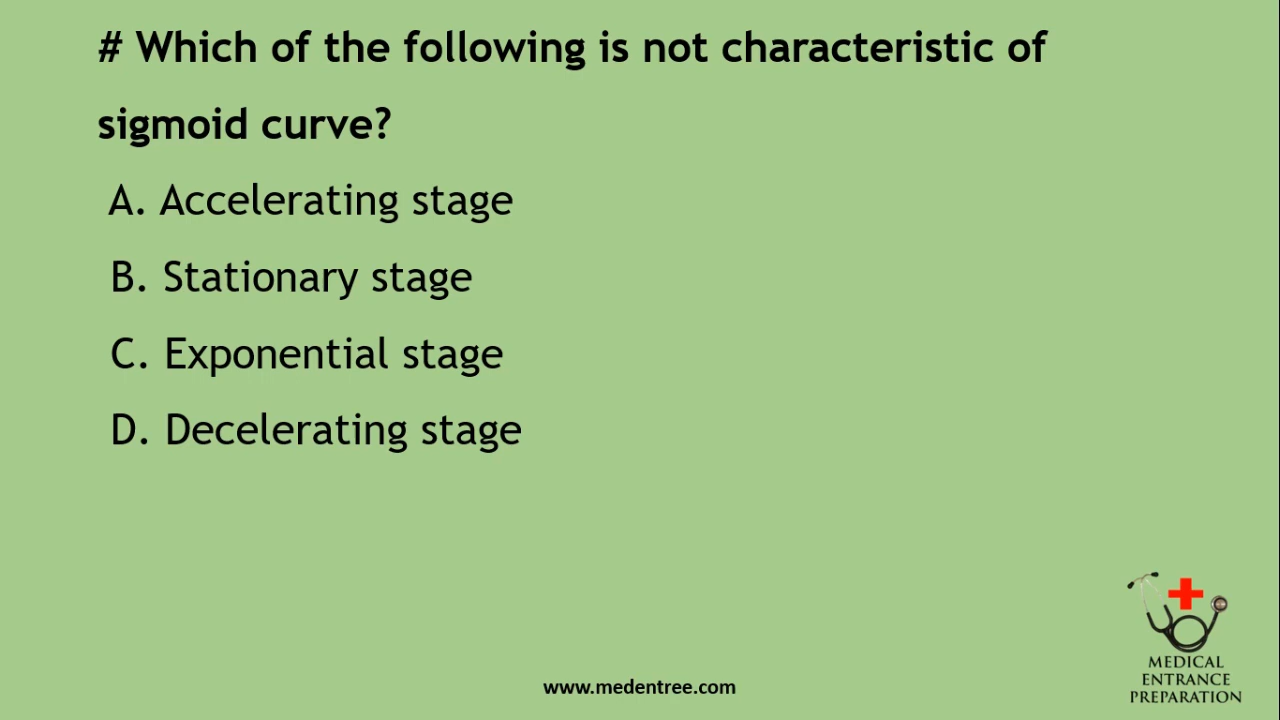 # Which of the following is not characteristic of
sigmoid curve?
A. Accelerating stage
B. Stationary stage
C. Exponential stage
D. Decelerating stage
MEDICAL
ENTRANCE
PREPARATION
www.medentree.com